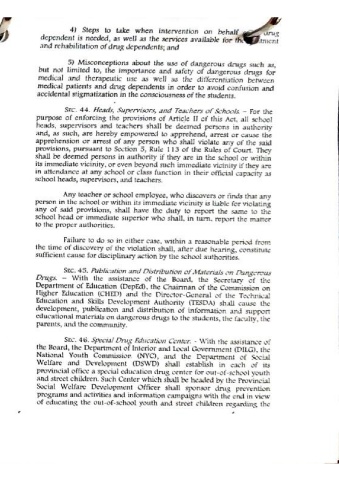 4) Steps to take when intervention on behalf drug
dependent is needed, as well as the services available for the
and rehabilitation of drug dependents; and
5) Misconceptions about the use of dangerous drugs such as,
but not limited to, the importance and safety of dangerous drugs for
medical and therapeutic use as well as the differentiation between
medical patients and drug dependents in order to avoid confusion and
accidental stigmatization in the consciousness of the students.
SEC. 44. Heads, Supervisors, and Teachers of Schools. – For the
purpose of enforcing the provisions of Article II of this Act, all school
heads, supervisors and teachers shall be deemed persons in authority
and, as such, are hereby empowered to apprehend, arrest or cause the
apprehension or arrest of any person who shall violate any of the said
provisions, pursuant to Section 5, Rule 113 of the Rules of Court. They
shall be deemed persons in authority if they are in the school or within
its immediate vicinity, or even beyond such immediate vicinity if they are
in attendance at any school or class function in their official capacity as
school heads, supervisors, and teachers.
Any teacher or school employee, who discovers or finds that any
person in the school or within its immediate vicinity is liable for violating
any of said provisions, shall have the duty to report the same to the
school head or immediate superior who shall, in turn, report the matter
to the proper authorities.
Failure to do so in either case, within a reasonable period from
the time of discovery of the violation shall, after due hearing, constitute
sufficient cause for disciplinary action by the school authorities.
SEC. 45. Publication and Distribution of Materials on Dangerous
Drugs. – With the assistance of the Board, the Secretary of the
Department of Education (DepEd), the Chairman of the Commission on
Higher Education (CHED) and the Director-General of the Technical
Education and Skills Development Authority (TESDA) shall cause the
development, publication and distribution of information and support
educational materials on dangerous drugs to the students, the faculty, the
parents, and the community.
SEC. 46. Special Drug Education Center. - With the assistance of
the Board, the Department of Interior and Local Government (DILG), the
National Youth Commission (NYC), and the Department of Social
Welfare and Development (DSWD) shall establish in each of its
provincial office a special education drug center for out-of-school youth
and street children. Such Center which shall be headed by the Provincial
Social Welfare Development Officer shall sponsor drug prevention
programs and activities and information campaigns with the end in view
of educating the out-of-school youth and street children regarding the